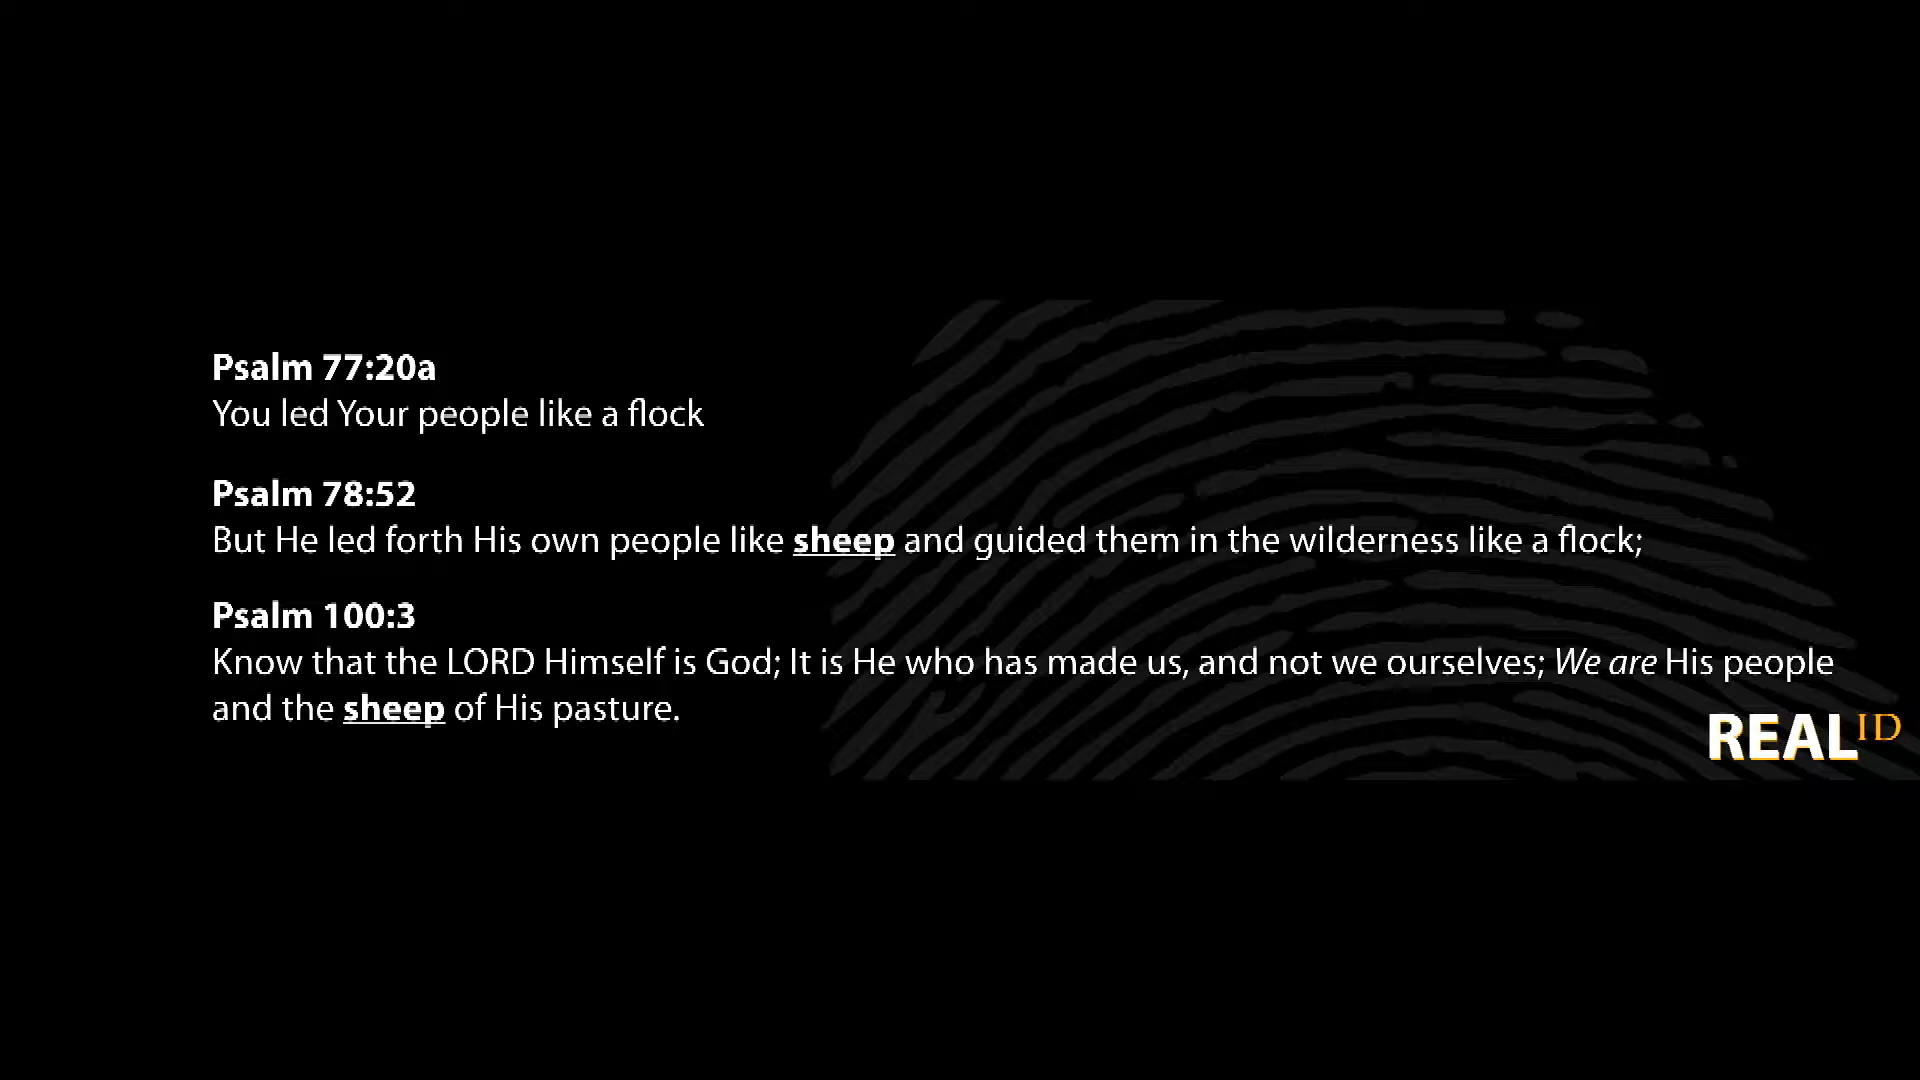 Psalm 77:20a
You led Your people like a flock
Psalm 78:52
But He led forth His own people like sheep and guided them in the wilderness like a flock;
Psalm 100:3
Know that the LORD Himself is God; It is He who has made us, and not we ourselves; We are His people
and the sheep of His pasture.
REAL ID